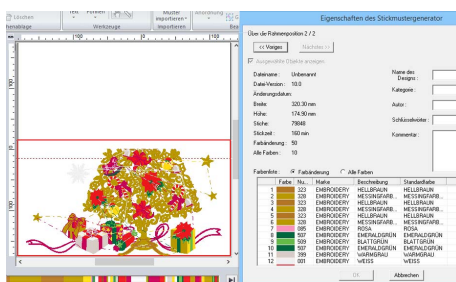 Löschen
Text Formen
Muster importieren
Anordnung
Zwischenablage Werkzeuge Importieren
Eigenschaften des Stickmustergenerator
Über die Rahmenposition 2 / 2
<< Voriges Nächstes >>
Ausgewählte Objekte anzeigen
Dateiname : Unbenannt
Datei-Version : 10.0
Änderungsdatum:
Breite: 320.30 mm
Höhe: 174.90 mm
Stiche: 79848
Stickzeit : 160 min
Farbänderung : 50
Alle Farben : 10
Name des Designs :
Kategorie :
Autor :
Schlüsselwörter :
Kommentar :
Farbenliste: Farbänderung Alle Farben
Farbe Nu... Marke Beschreibung Standardfarbe
1 323 EMBROIDERY HELLBRAUN HELLBRAUN
2 328 EMBROIDERY MESSINGFARB... MESSINGFARB...
3 323 EMBROIDERY HELLBRAUN HELLBRAUN
4 328 EMBROIDERY MESSINGFARB... MESSINGFARB...
5 323 EMBROIDERY HELLBRAUN HELLBRAUN
6 328 EMBROIDERY MESSINGFARB... MESSINGFARB...
7 085 EMBROIDERY ROSA ROSA
8 507 EMBROIDERY EMERALDGRÜN EMERALDGRÜN
9 509 EMBROIDERY BLATTGRÜN BLATTGRÜN
10 507 EMBROIDERY EMERALDGRÜN EMERALDGRÜN
11 399 EMBROIDERY WARMGRAU WARMGRAU
12 001 EMBROIDERY WEISS WEISS
OK Abbrechen